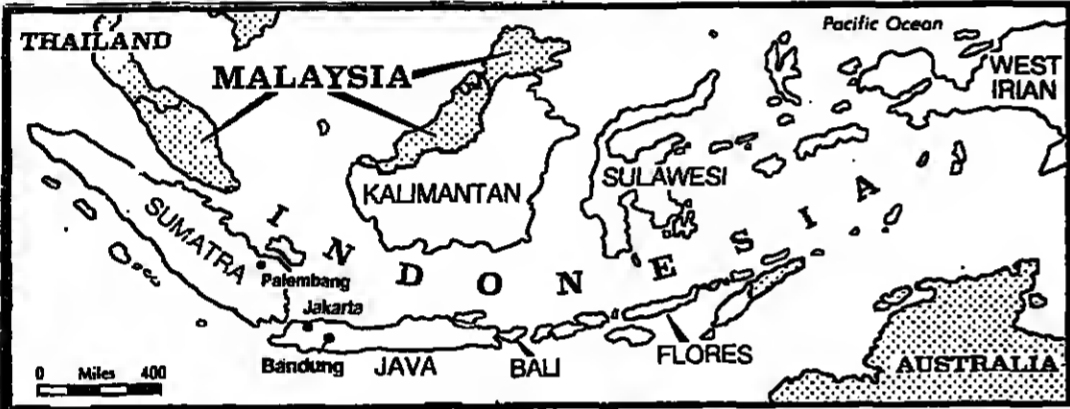 Pacific Ocean
THAILAND
MALAYSIA
WEST
IRIAN
KALIMANTAN
SULAWESI
SUMATRA
INDONESIA
Palembang
Jakarta
Bandung
JAVA
BALI
FLORES
AUSTRALIA
0 Miles 400